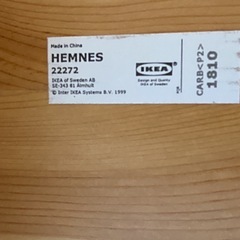 Made in China
HEMNES
22272
IKEA of Sweden AB
SE-343 81 Älmhult
© Inter IKEA Systems B.V. 1999
IKEA
Design and Quality
IKEA of Sweden
CARB<P2>
1810